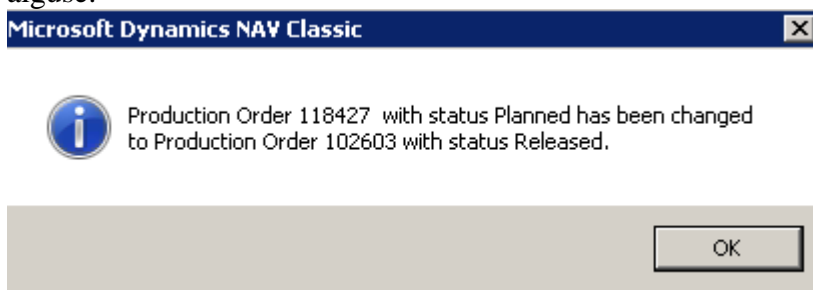 alguse.
Microsoft Dynamics NAV Classic
Production Order 118427 with status Planned has been changed
to Production Order 102603 with status Released.
OK